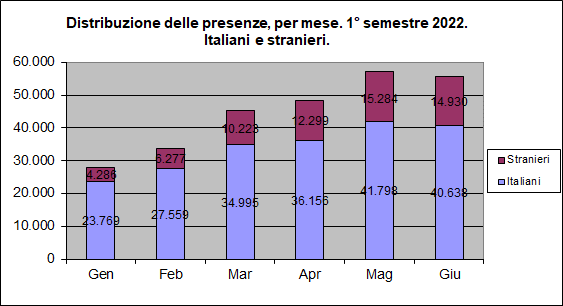 Distribuzione delle presenze, per mese. 1° semestre 2022.
Italiani e stranieri.
60.000
50.000
40.000
30.000
20.000
10.000
0
4.286
6.277
10.223
12.299
15.284
14.930
23.769
27.559
34.995
36.156
41.798
40.638
Gen
Feb
Mar
Apr
Mag
Giu
Stranieri
Italiani